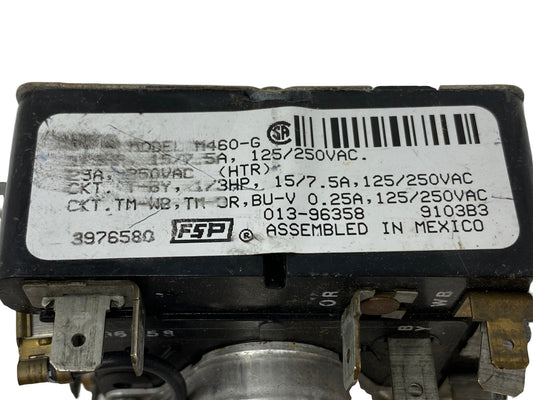 MODEL M460-G
15/7.5A, 125/250VAC.
250VAC (HTR)
CKT. T-BY, 1/3HP, 15/7.5A,125/250VAC
CKT.TM-WB,TM-OR,BU-V 0.25A,125/250VAC
013-96358 9103B3
3976580 FSP ® ASSEMBLED IN MEXICO
OR
WB
BY